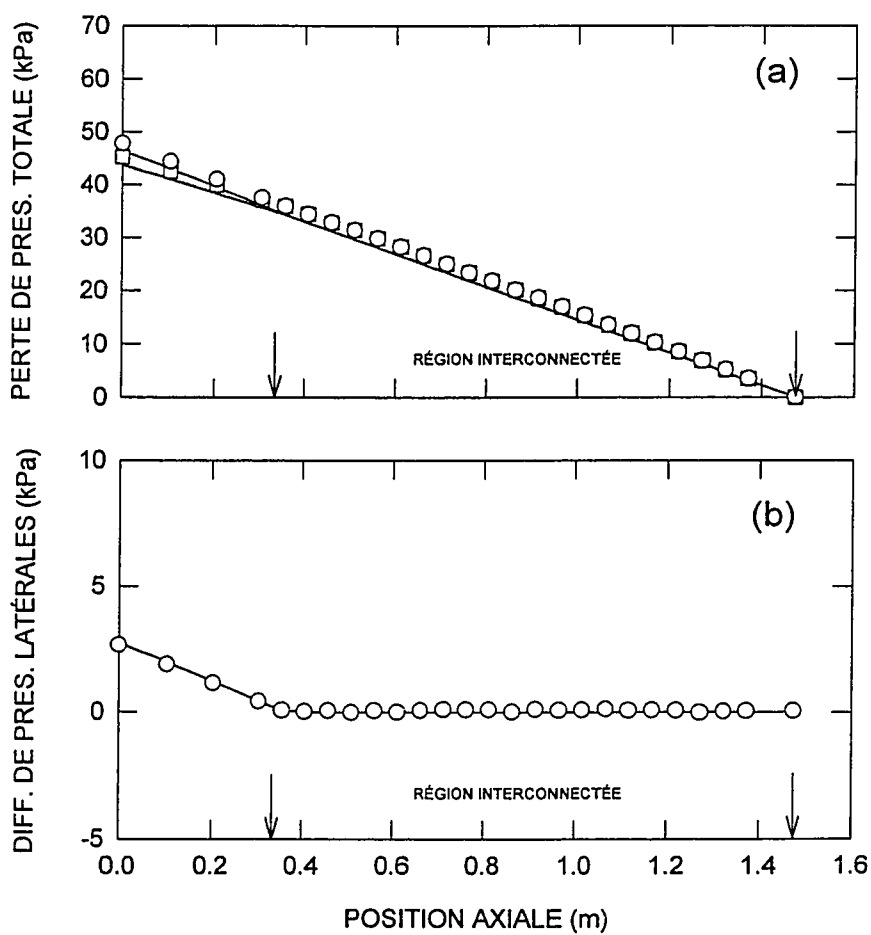 PERTE DE PRES. TOTALE (kPa)
70
60
50
40
30
20
10
0
(a)
RÉGION INTERCONNECTÉE
DIFF. DE PRES. LATÉRALES (kPa)
10
5
0
-5
(b)
RÉGION INTERCONNECTÉE
0.0 0.2 0.4 0.6 0.8 1.0 1.2 1.4 1.6
POSITION AXIALE (m)